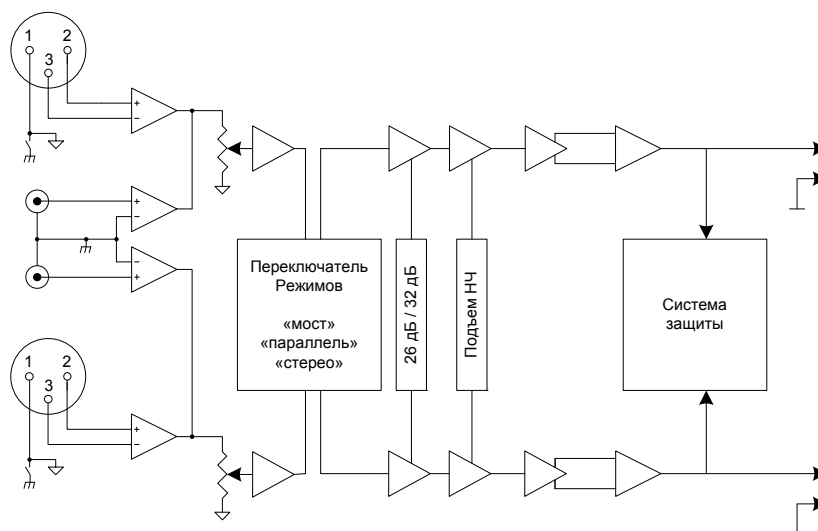 1 2
3
+
−
+
−
−
+
Переключатель
Режимов
«мост»
«параллель»
«стерео»
26 дБ / 32 дБ
Подъем НЧ
Система
защиты
1 2
3
+
−